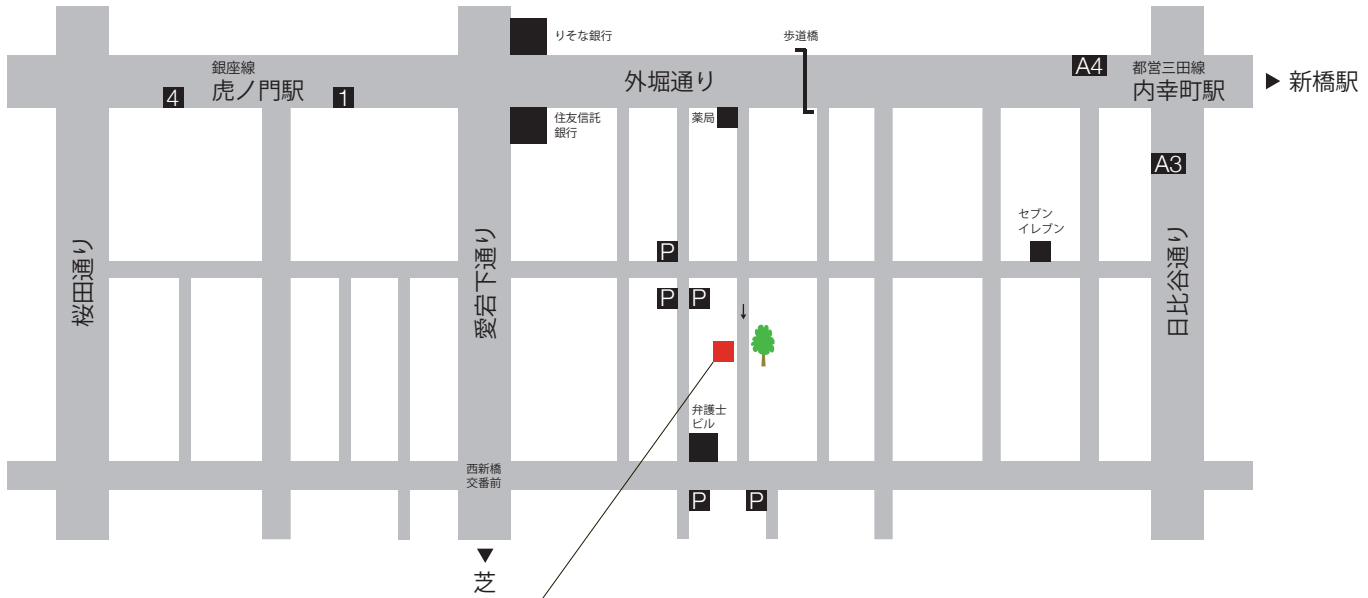 りそな銀行
歩道橋
銀座線
虎ノ門駅
4
1
外堀通り
A4
都営三田線
内幸町駅
▶ 新橋駅
住友信託
銀行
薬局
A3
セブン
イレブン
桜田通り
愛宕下通り
日比谷通り
P
P
P
↓
弁護士
ビル
西新橋
交番前
P
P
▼
芝